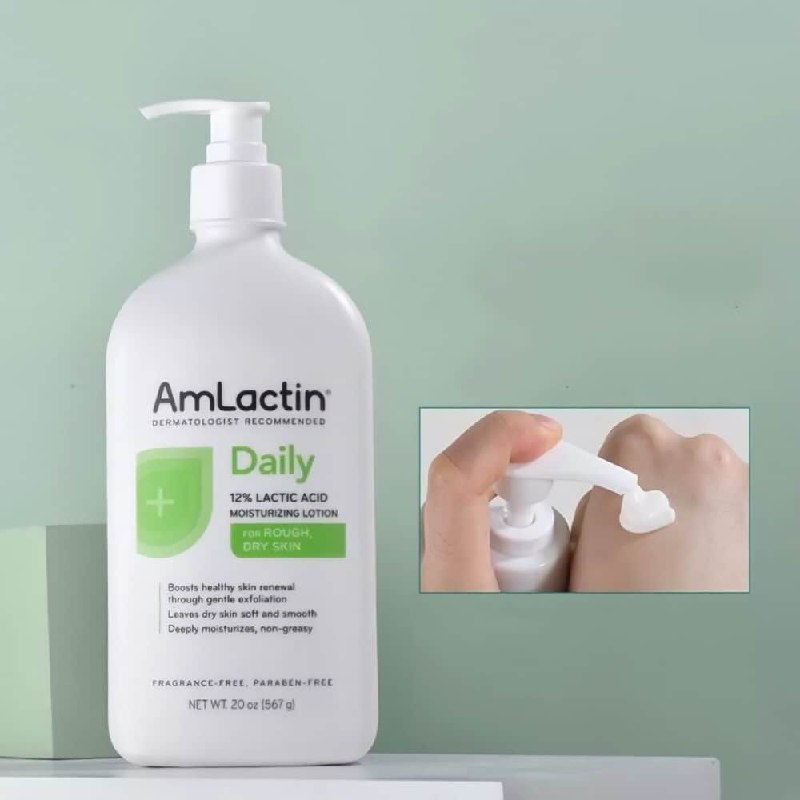 AmLactin®
DERMATOLOGIST RECOMMENDED
Daily
12% LACTIC ACID
MOISTURIZING LOTION
FOR ROUGH,
DRY SKIN
Boosts healthy skin renewal
through gentle exfoliation
Leaves dry skin soft and smooth
Deeply moisturizes, non-greasy
FRAGRANCE-FREE, PARABEN-FREE
NET WT. 20 oz (567 g)